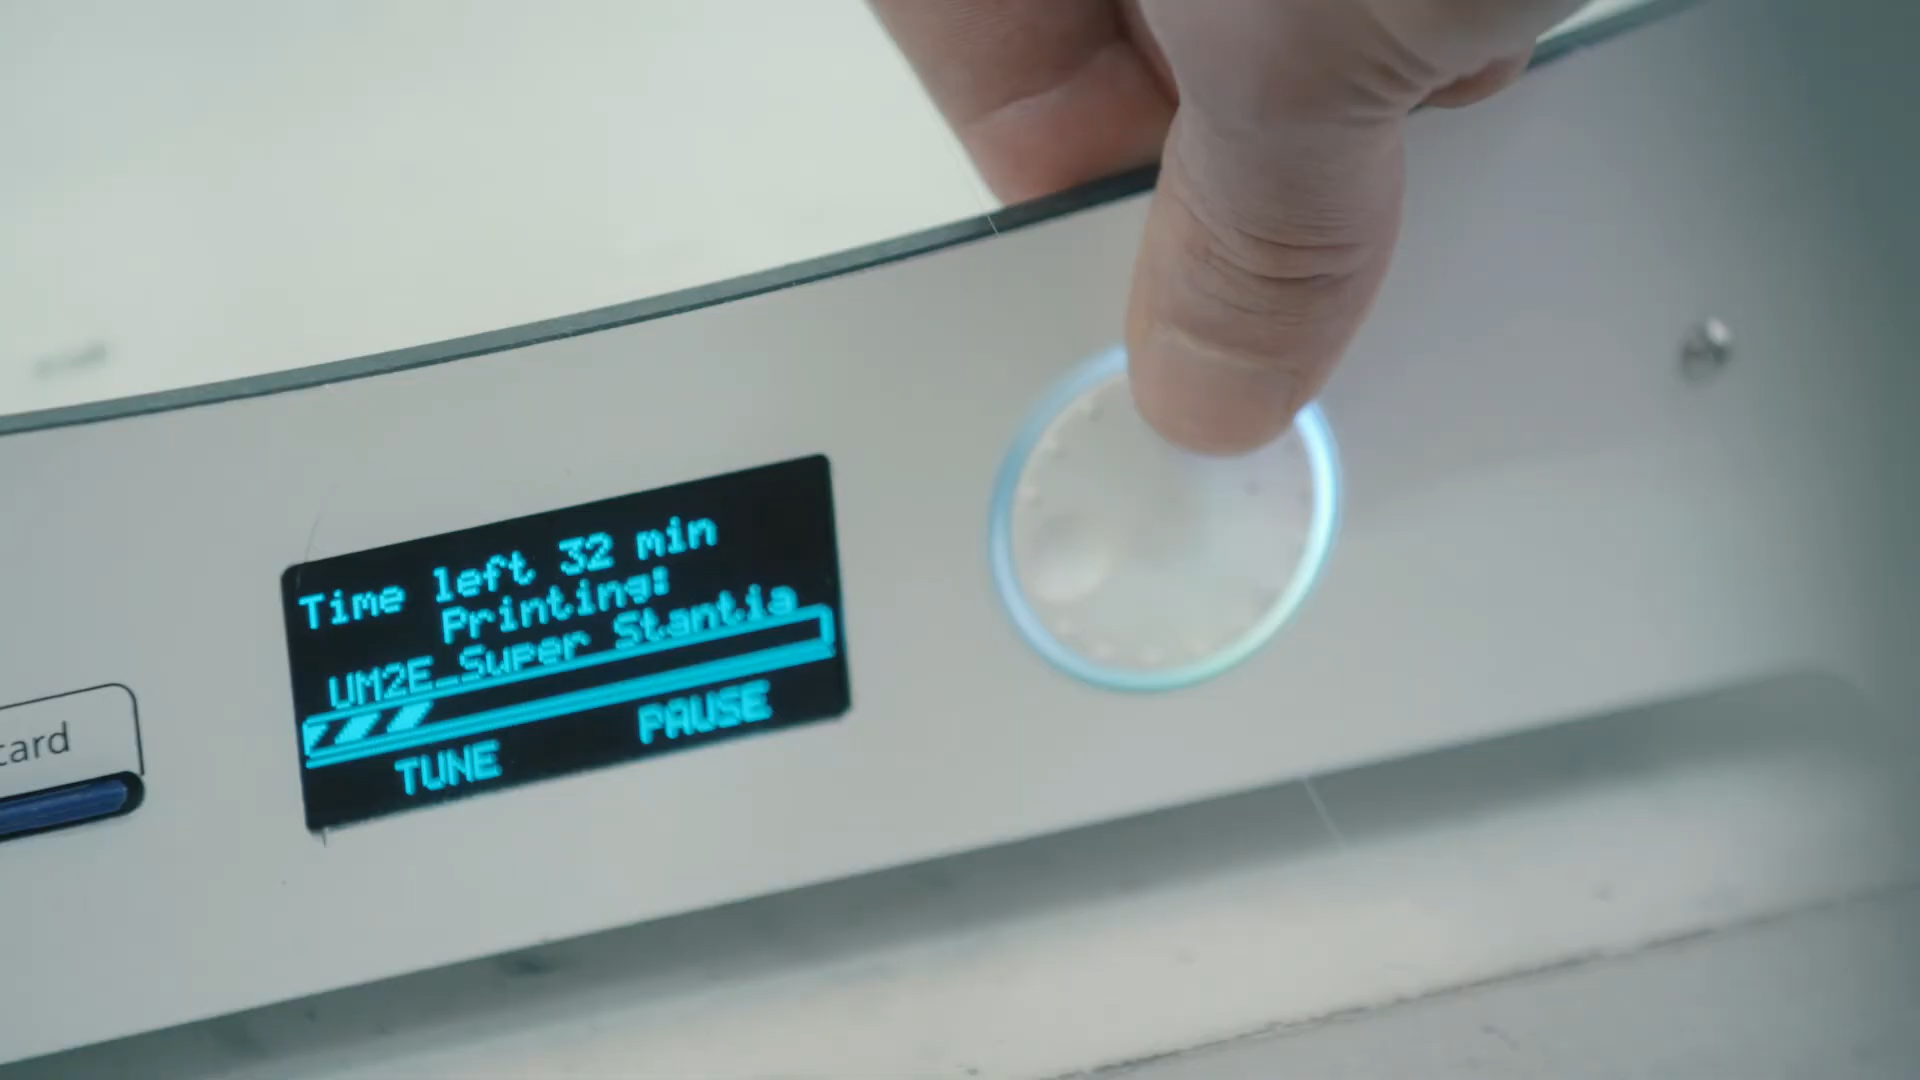 Time left 32 min
Printing:
UM2E_Super Stantia
TUNE PAUSE
card